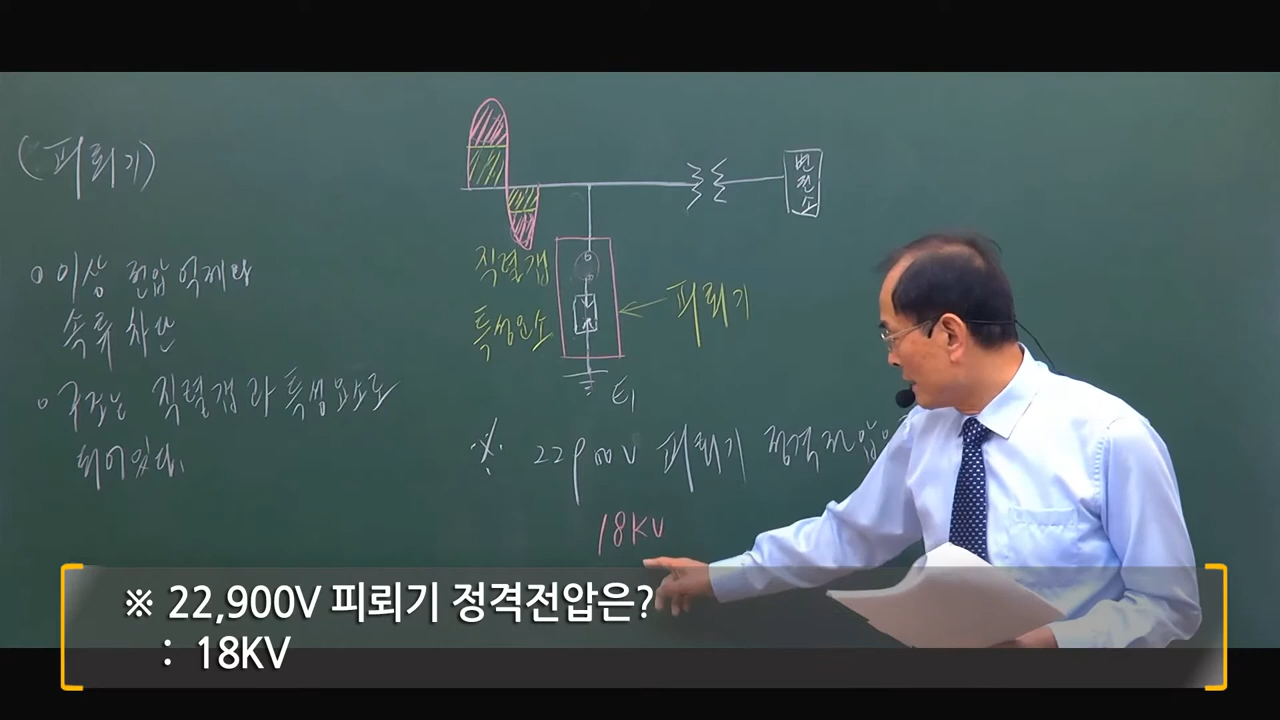 (피뢰기)
변전소
o 이상 전압 억제와
속류 차단
o 구조는 직렬갭과 특성요소로
되어있다.
직렬갭
특성요소
피뢰기
E₁
※ 22900V 피뢰기 정격전압은
18KV
※ 22,900V 피뢰기 정격전압은?
: 18KV